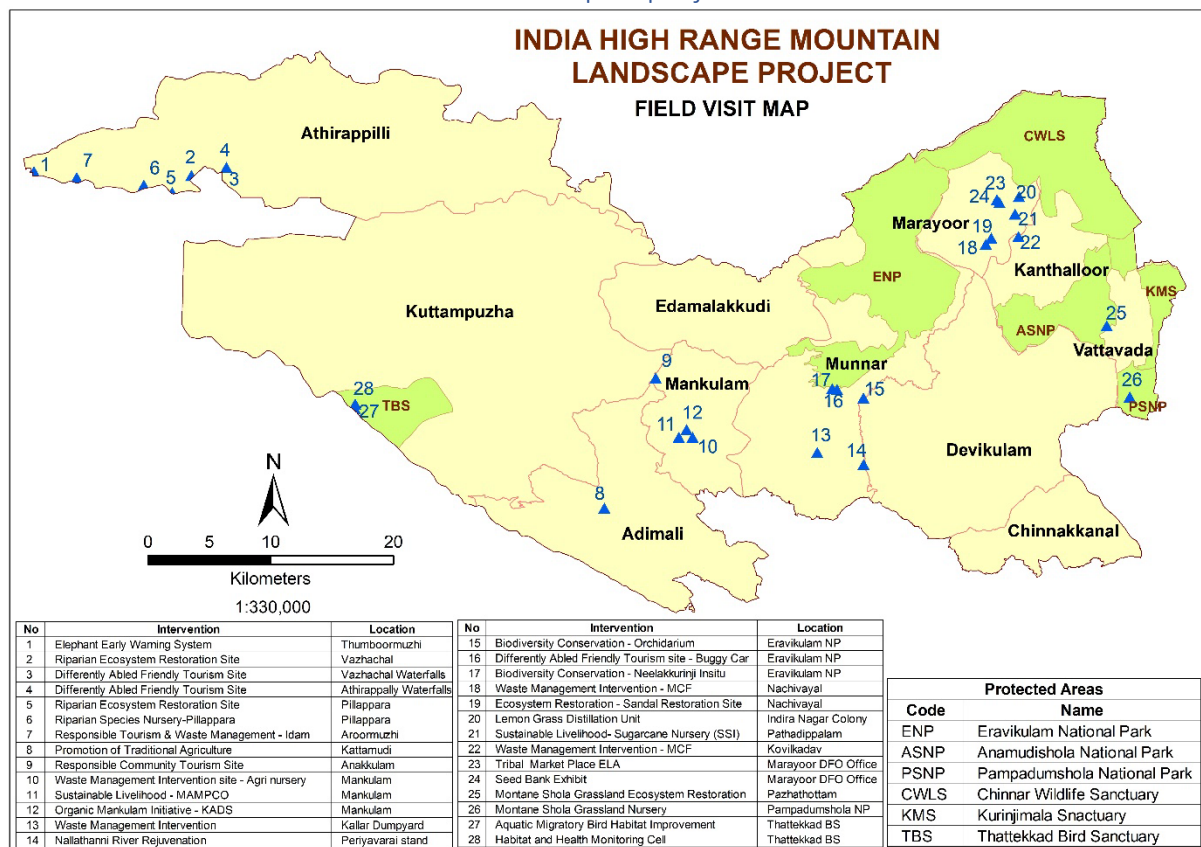 INDIA HIGH RANGE MOUNTAIN
LANDSCAPE PROJECT
FIELD VISIT MAP
Athirappilli
CWLS
1
7
6
5
2
4
3
23
24
20
21
Marayoor
19
18
22
Kanthalloor
ENP
KMS
Edamalakkudi
Kuttampuzha
ASNP
25
Vattavada
Munnar
9
Mankulam
17
16
15
26
PSNP
28
27
TBS
12
11
10
13
14
Devikulam
N
8
Adimali
Chinnakkanal
0 5 10 20
Kilometers
1:330,000
No Intervention Location
1 Elephant Early Warning System Thumboormuzhi
2 Riparian Ecosystem Restoration Site Vazhachal
3 Differently Abled Friendly Tourism Site Vazhachal Waterfalls
4 Differently Abled Friendly Tourism Site Athirappally Waterfalls
5 Riparian Ecosystem Restoration Site Pillappara
6 Riparian Species Nursery-Pillappara Pillappara
7 Responsible Tourism & Waste Management - Idam Aroormuzhi
8 Promotion of Traditional Agriculture Kattamudi
9 Responsible Community Tourism Site Anakkulam
10 Waste Management Intervention site - Agri nursery Mankulam
11 Sustainable Livelihood - MAMPCO Mankulam
12 Organic Mankulam Initiative - KADS Mankulam
13 Waste Management Intervention Kallar Dumpyard
14 Nallathanni River Rejuvenation Periyavarai stand
No Intervention Location
15 Biodiversity Conservation - Orchidarium Eravikulam NP
16 Differently Abled Friendly Tourism site - Buggy Car Eravikulam NP
17 Biodiversity Conservation - Neelakkurinji Insitu Eravikulam NP
18 Waste Management Intervention - MCF Nachivayal
19 Ecosystem Restoration - Sandal Restoration Site Nachivayal
20 Lemon Grass Distillation Unit Indira Nagar Colony
21 Sustainable Livelihood- Sugarcane Nursery (SSI) Pathadippalam
22 Waste Management Intervention - MCF Kovilkadav
23 Tribal Market Place ELA Marayoor DFO Office
24 Seed Bank Exhibit Marayoor DFO Office
25 Montane Shola Grassland Ecosystem Restoration Pazhathottam
26 Montane Shola Grassland Nursery Pampadumshola NP
27 Aquatic Migratory Bird Habitat Improvement Thattekkad BS
28 Habitat and Health Monitoring Cell Thattekkad BS
Protected Areas
Code Name
ENP Eravikulam National Park
ASNP Anamudishola National Park
PSNP Pampadumshola National Park
CWLS Chinnar Wildlife Sanctuary
KMS Kurinjimala Snactuary
TBS Thattekkad Bird Sanctuary